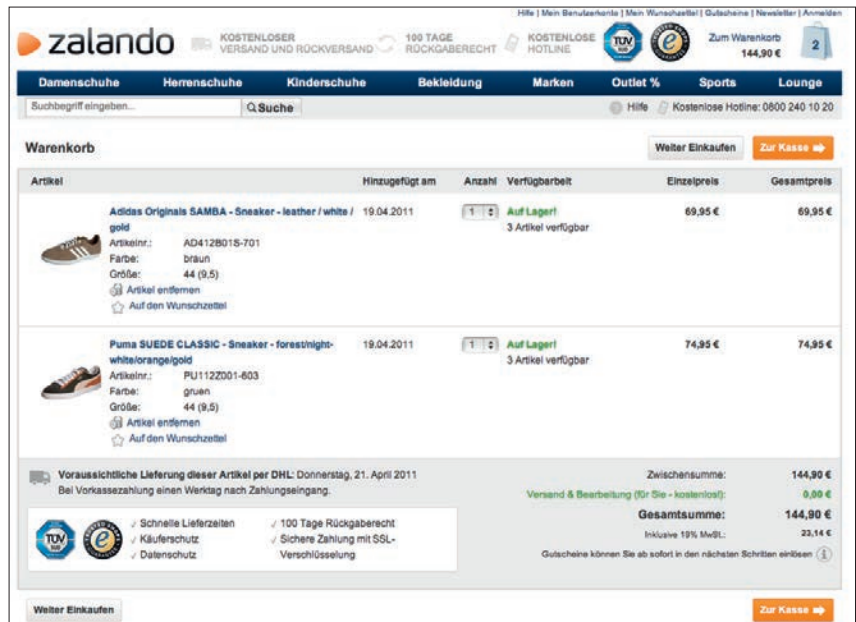 Hilfe | Mein Benutzerkonto | Mein Wunschzettel | Gutscheine | Newsletter | Anmelden
zalando
KOSTENLOSER
VERSAND UND RÜCKVERSAND
100 TAGE
RÜCKGABERECHT
KOSTENLOSE
HOTLINE
TÜV
SÜD
Zum Warenkorb
144,90 €
2
Damenschuhe Herrenschuhe Kinderschuhe Bekleidung Marken Outlet % Sports Lounge
Suchbegriff eingeben... Suche Hilfe Kostenlose Hotline: 0800 240 10 20
Warenkorb Weiter Einkaufen Zur Kasse
Artikel Hinzugefügt am Anzahl Verfügbarkeit Einzelpreis Gesamtpreis
Adidas Originals SAMBA - Sneaker - leather / white / 19.04.2011 1 Auf Lager! 69,95 € 69,95 €
gold 3 Artikel verfügbar
Artikelnr.: AD412B01S-701
Farbe: braun
Größe: 44 (9,5)
Artikel entfernen
Auf den Wunschzettel
Puma SUEDE CLASSIC - Sneaker - forest/night- 19.04.2011 1 Auf Lager! 74,95 € 74,95 €
white/orange/gold 3 Artikel verfügbar
Artikelnr.: PU112Z001-603
Farbe: gruen
Größe: 44 (9,5)
Artikel entfernen
Auf den Wunschzettel
Voraussichtliche Lieferung dieser Artikel per DHL: Donnerstag, 21. April 2011 Zwischensumme: 144,90 €
Bei Vorkassezahlung einen Werktag nach Zahlungseingang. Versand & Bearbeitung (für Sie - kostenlos!): 0,00 €
Gesamtsumme: 144,90 €
Inklusive 19% MwSt.: 23,14 €
Gutscheine können Sie ab sofort in den nächsten Schritten einlösen
TÜV
SÜD
Schnelle Lieferzeiten 100 Tage Rückgaberecht
Käuferschutz Sichere Zahlung mit SSL-
Datenschutz Verschlüsselung
Weiter Einkaufen Zur Kasse